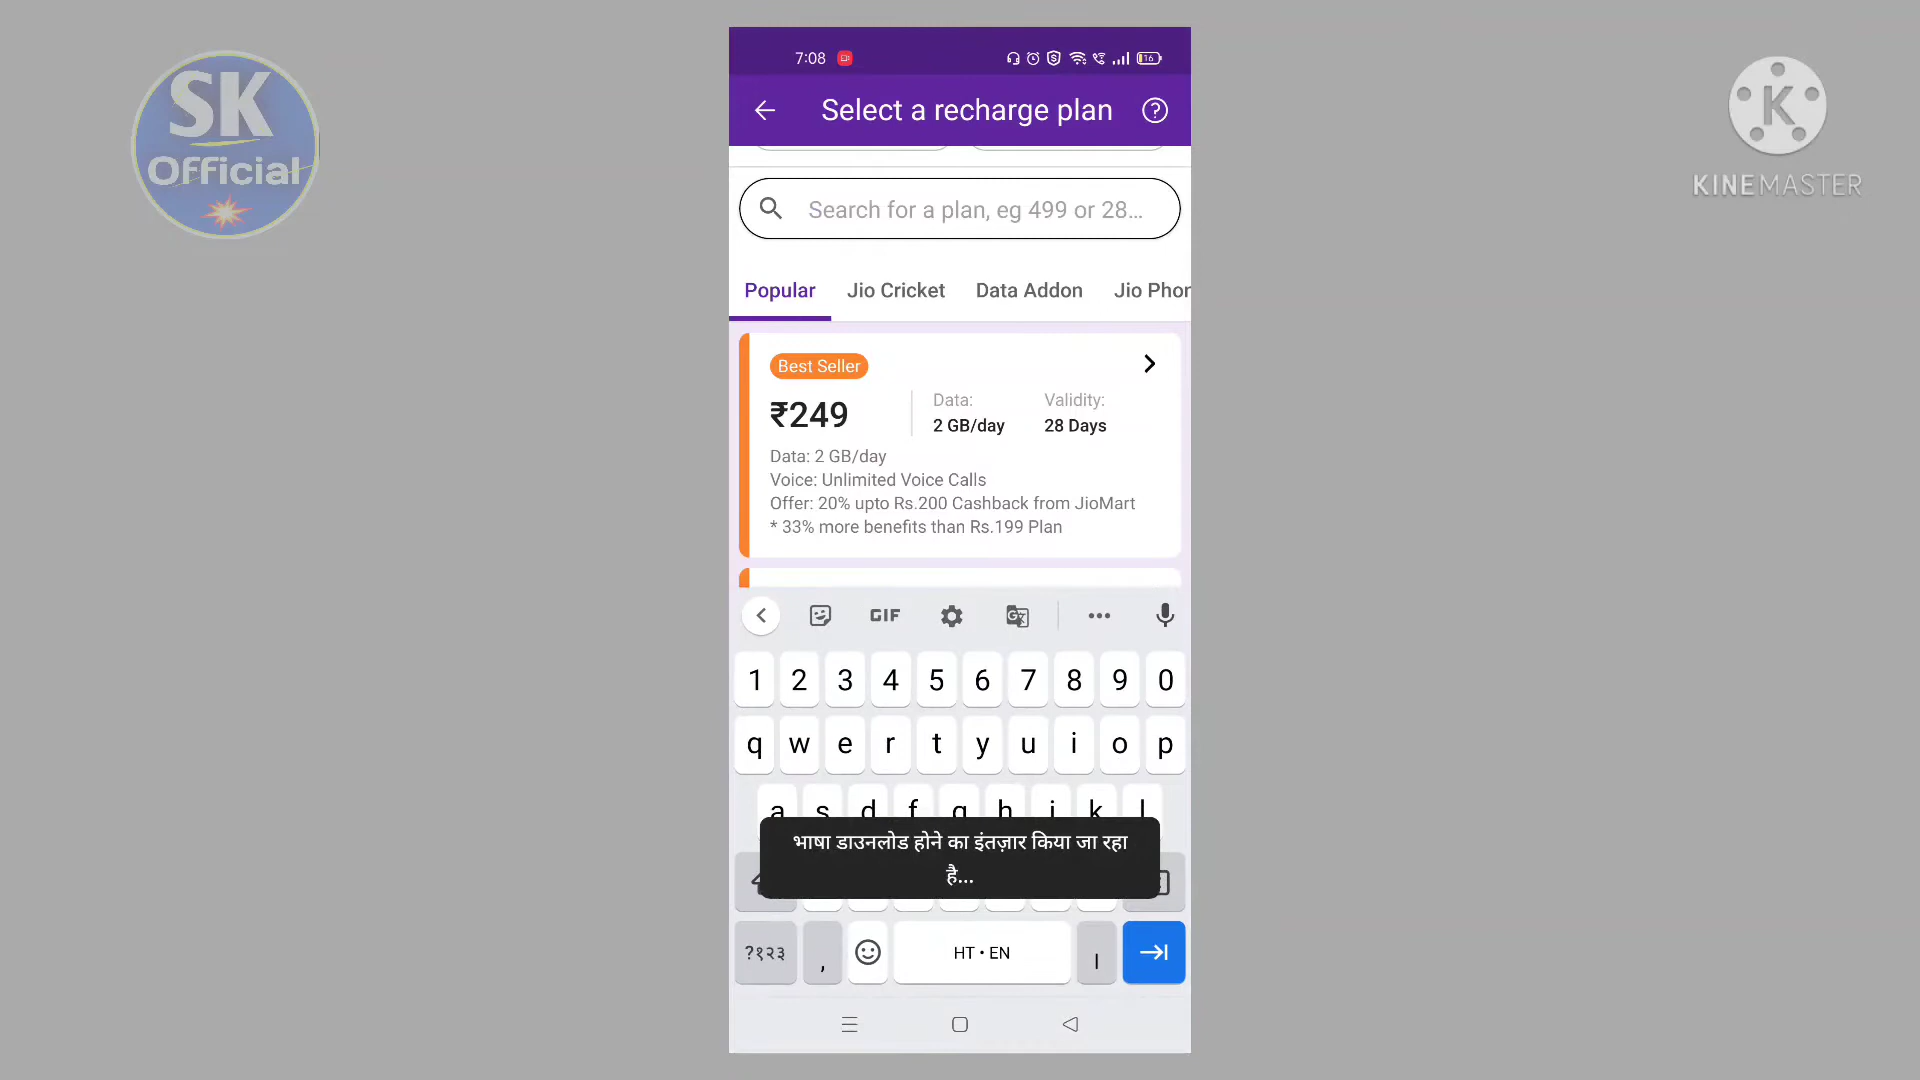 SK
Official
K
KINEMASTER
7:08
16
Select a recharge plan
Search for a plan, eg 499 or 28...
Popular Jio Cricket Data Addon Jio Phor
Best Seller
₹249
Data: Validity:
2 GB/day 28 Days
Data: 2 GB/day
Voice: Unlimited Voice Calls
Offer: 20% upto Rs.200 Cashback from JioMart
* 33% more benefits than Rs.199 Plan
GIF
1 2 3 4 5 6 7 8 9 0
q w e r t y u i o p
a s d f g h j k l
भाषा डाउनलोड होने का इंतज़ार किया जा रहा
है...
?१२३ , HT • EN ।